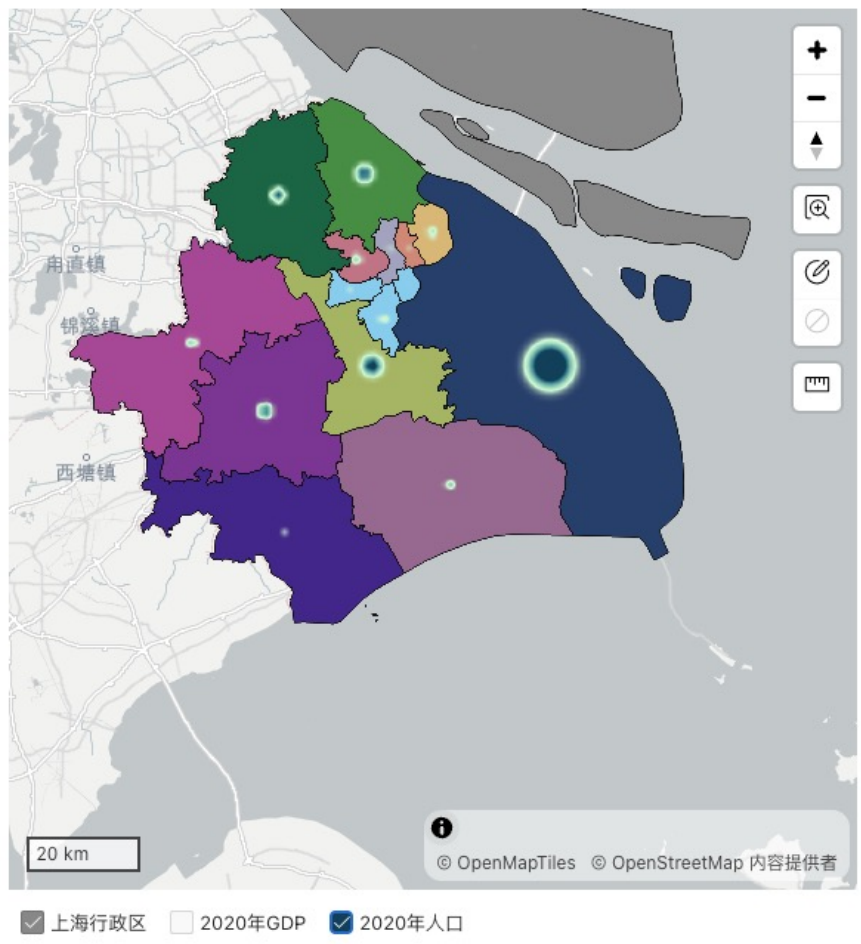 甪直镇
锦溪镇
西塘镇
20 km
© OpenMapTiles © OpenStreetMap 内容提供者
上海行政区 2020年GDP 2020年人口